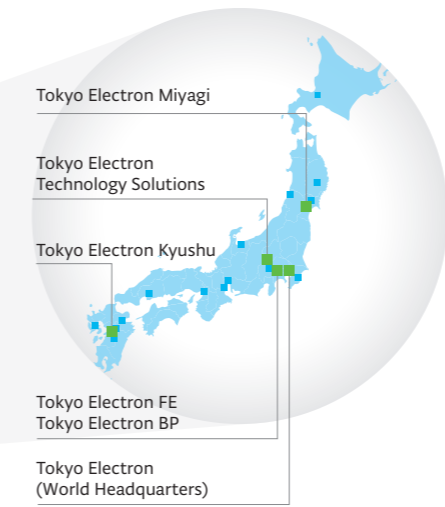 Tokyo Electron Miyagi
Tokyo Electron
Technology Solutions
Tokyo Electron Kyushu
Tokyo Electron FE
Tokyo Electron BP
Tokyo Electron
(World Headquarters)